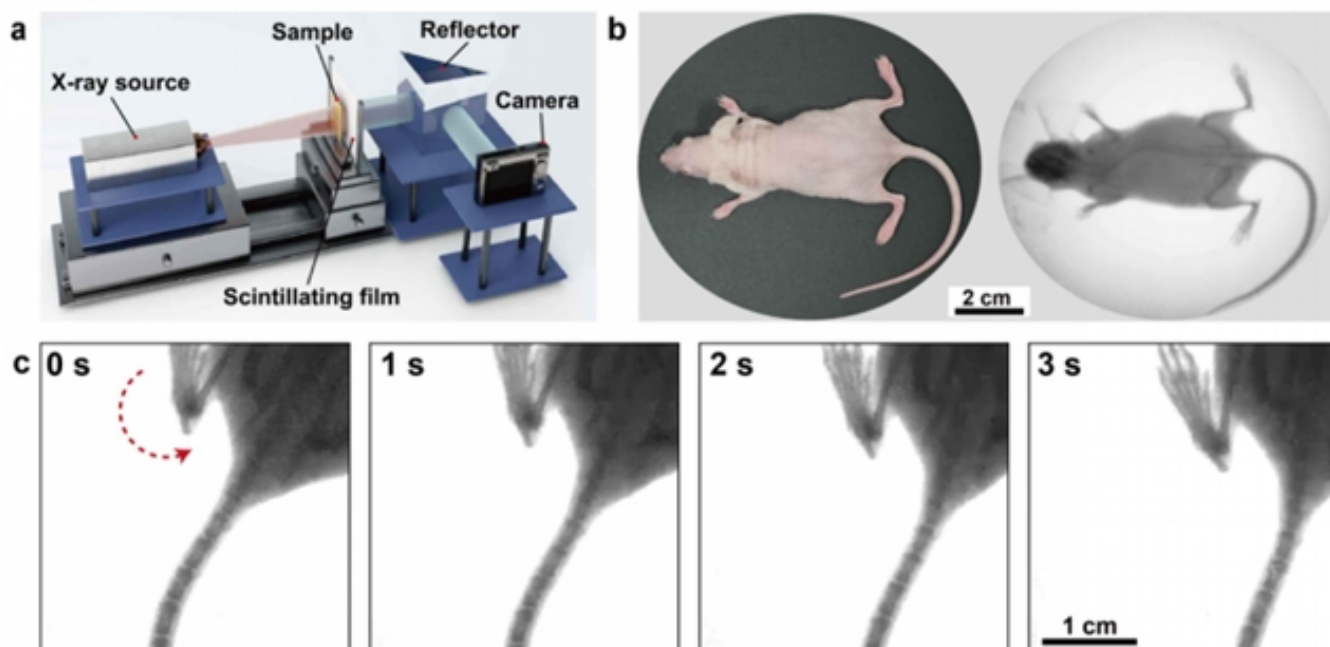 a
Sample
Reflector
X-ray source
Camera
Scintillating film
b
2 cm
c
0 s
1 s
2 s
3 s
1 cm